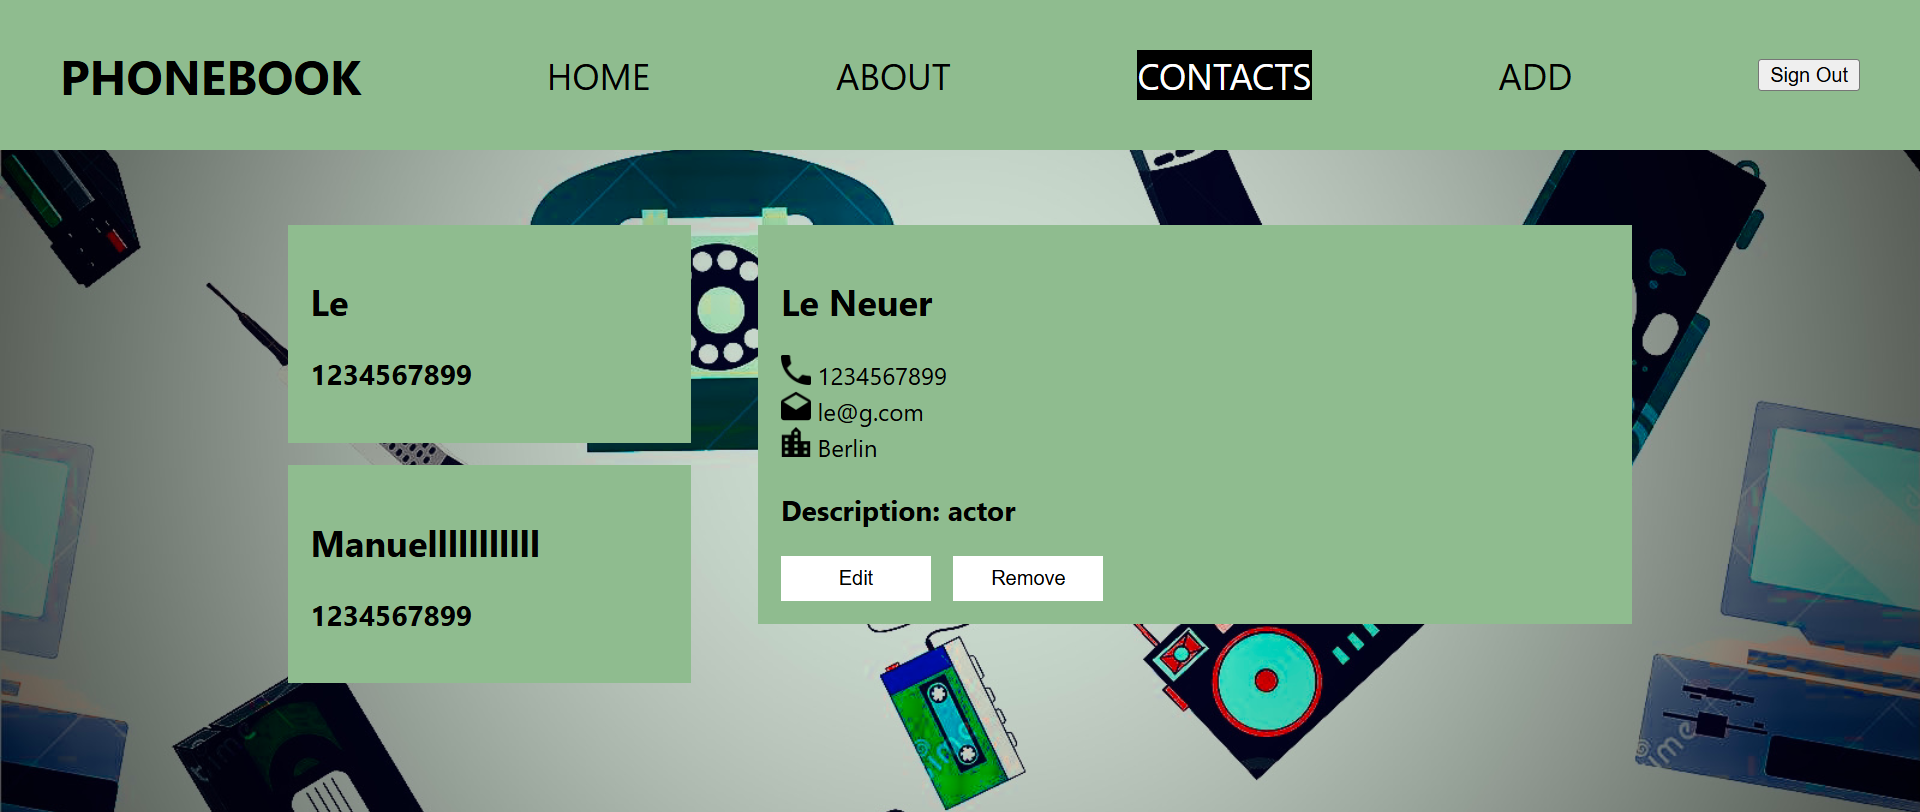 PHONEBOOK
HOME
ABOUT
CONTACTS
ADD
Sign Out
Le
1234567899
Manuellllllllllll
1234567899
Le Neuer
1234567899
le@g.com
Berlin
Description: actor
Edit
Remove